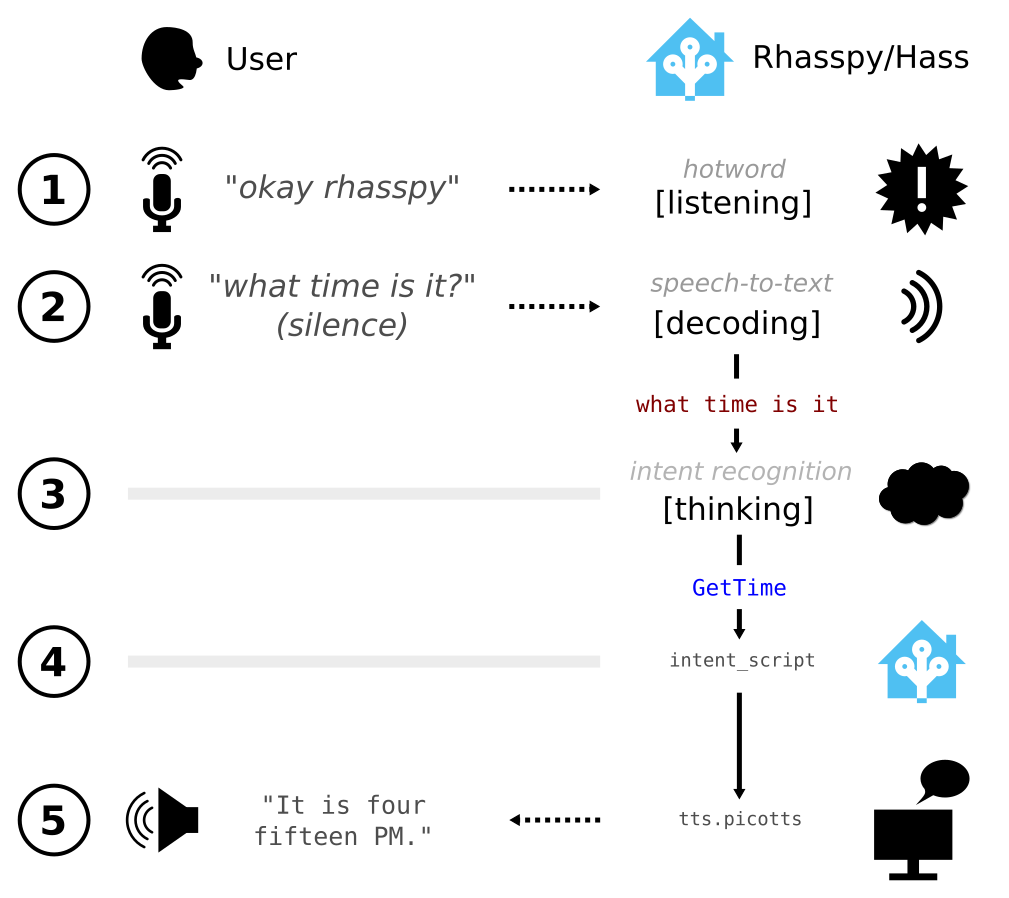 User
Rhasspy/Hass
1
"okay rhasspy"
hotword
[listening]
!
2
"what time is it?"
(silence)
speech-to-text
[decoding]
what time is it
3
intent recognition
[thinking]
GetTime
4
intent_script
5
"It is four
fifteen PM."
tts.picotts